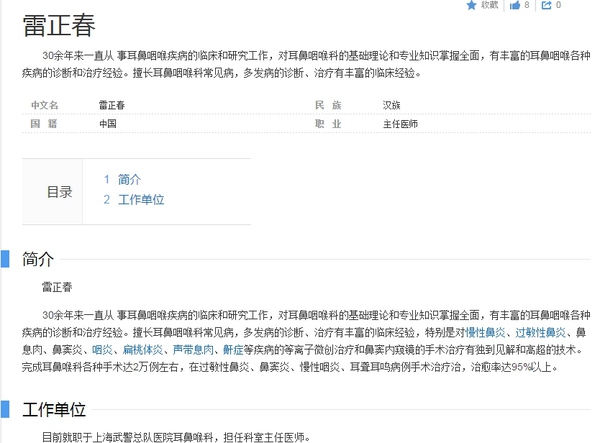 收藏 8 0
雷正春
30余年来一直从 事耳鼻咽喉疾病的临床和研究工作，对耳鼻咽喉科的基础理论和专业知识掌握全面，有丰富的耳鼻咽喉各种
疾病的诊断和治疗经验。擅长耳鼻咽喉科常见病，多发病的诊断、治疗有丰富的临床经验。
中文名 雷正春 民 族 汉族
国 籍 中国 职 业 主任医师
目录
1 简介
2 工作单位
简介
雷正春
30余年来一直从 事耳鼻咽喉疾病的临床和研究工作，对耳鼻咽喉科的基础理论和专业知识掌握全面，有丰富的耳鼻咽喉各种
疾病的诊断和治疗经验。擅长耳鼻咽喉科常见病，多发病的诊断、治疗有丰富的临床经验，特别是对慢性鼻炎、过敏性鼻炎、鼻
息肉、鼻窦炎、咽炎、扁桃体炎、声带息肉、鼾症等疾病的等离子微创治疗和鼻窦内窥镜的手术治疗有独到见解和高超的技术。
完成耳鼻咽喉各种手术达2万例左右，在过敏性鼻炎、鼻窦炎、慢性咽炎、耳聋耳鸣病例手术治疗治，治愈率达95%以上。
工作单位
目前就职于上海武警总队医院耳鼻喉科，担任科室主任医师。